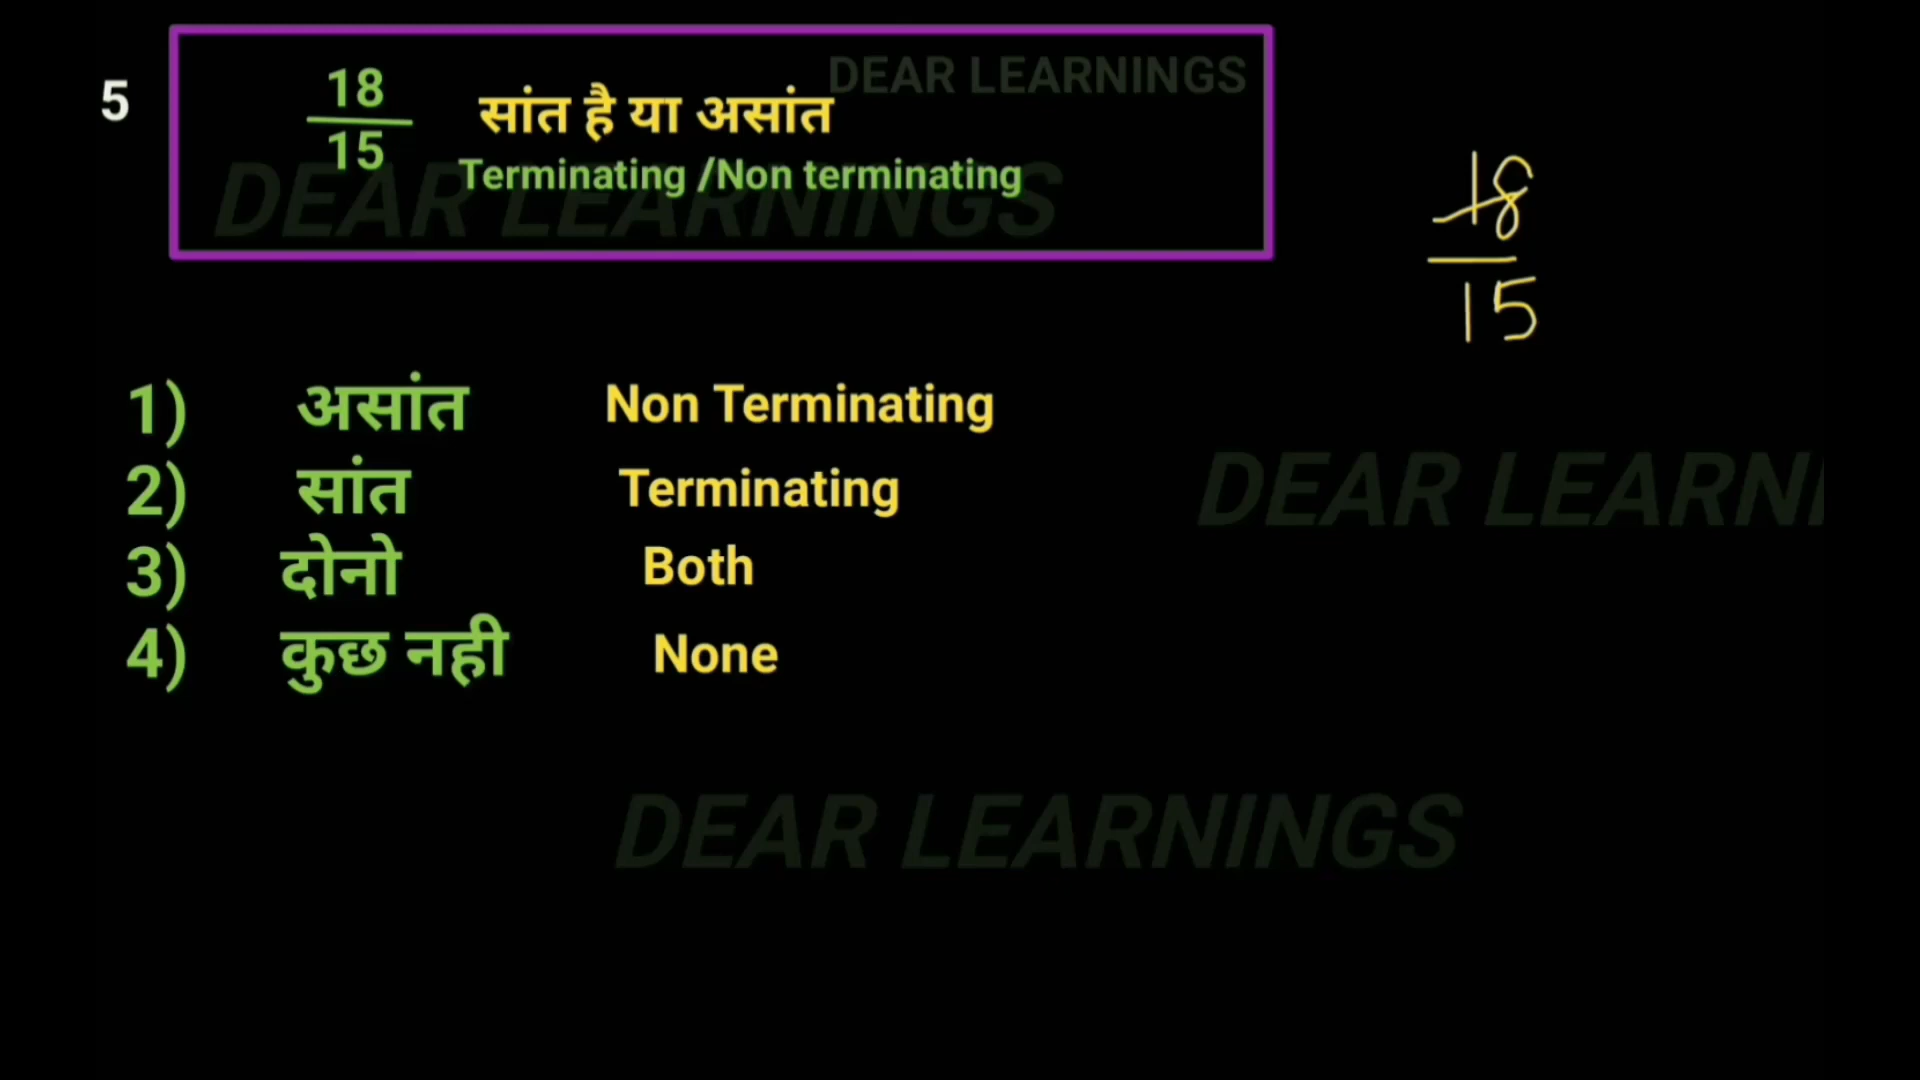 5
18
15
सांत है या असांत
Terminating /Non terminating
DEAR LEARNINGS
DEAR LEARNINGS
18
15
1) असांत Non Terminating
2) सांत Terminating
3) दोनो Both
4) कुछ नही None
DEAR LEARNI
DEAR LEARNINGS